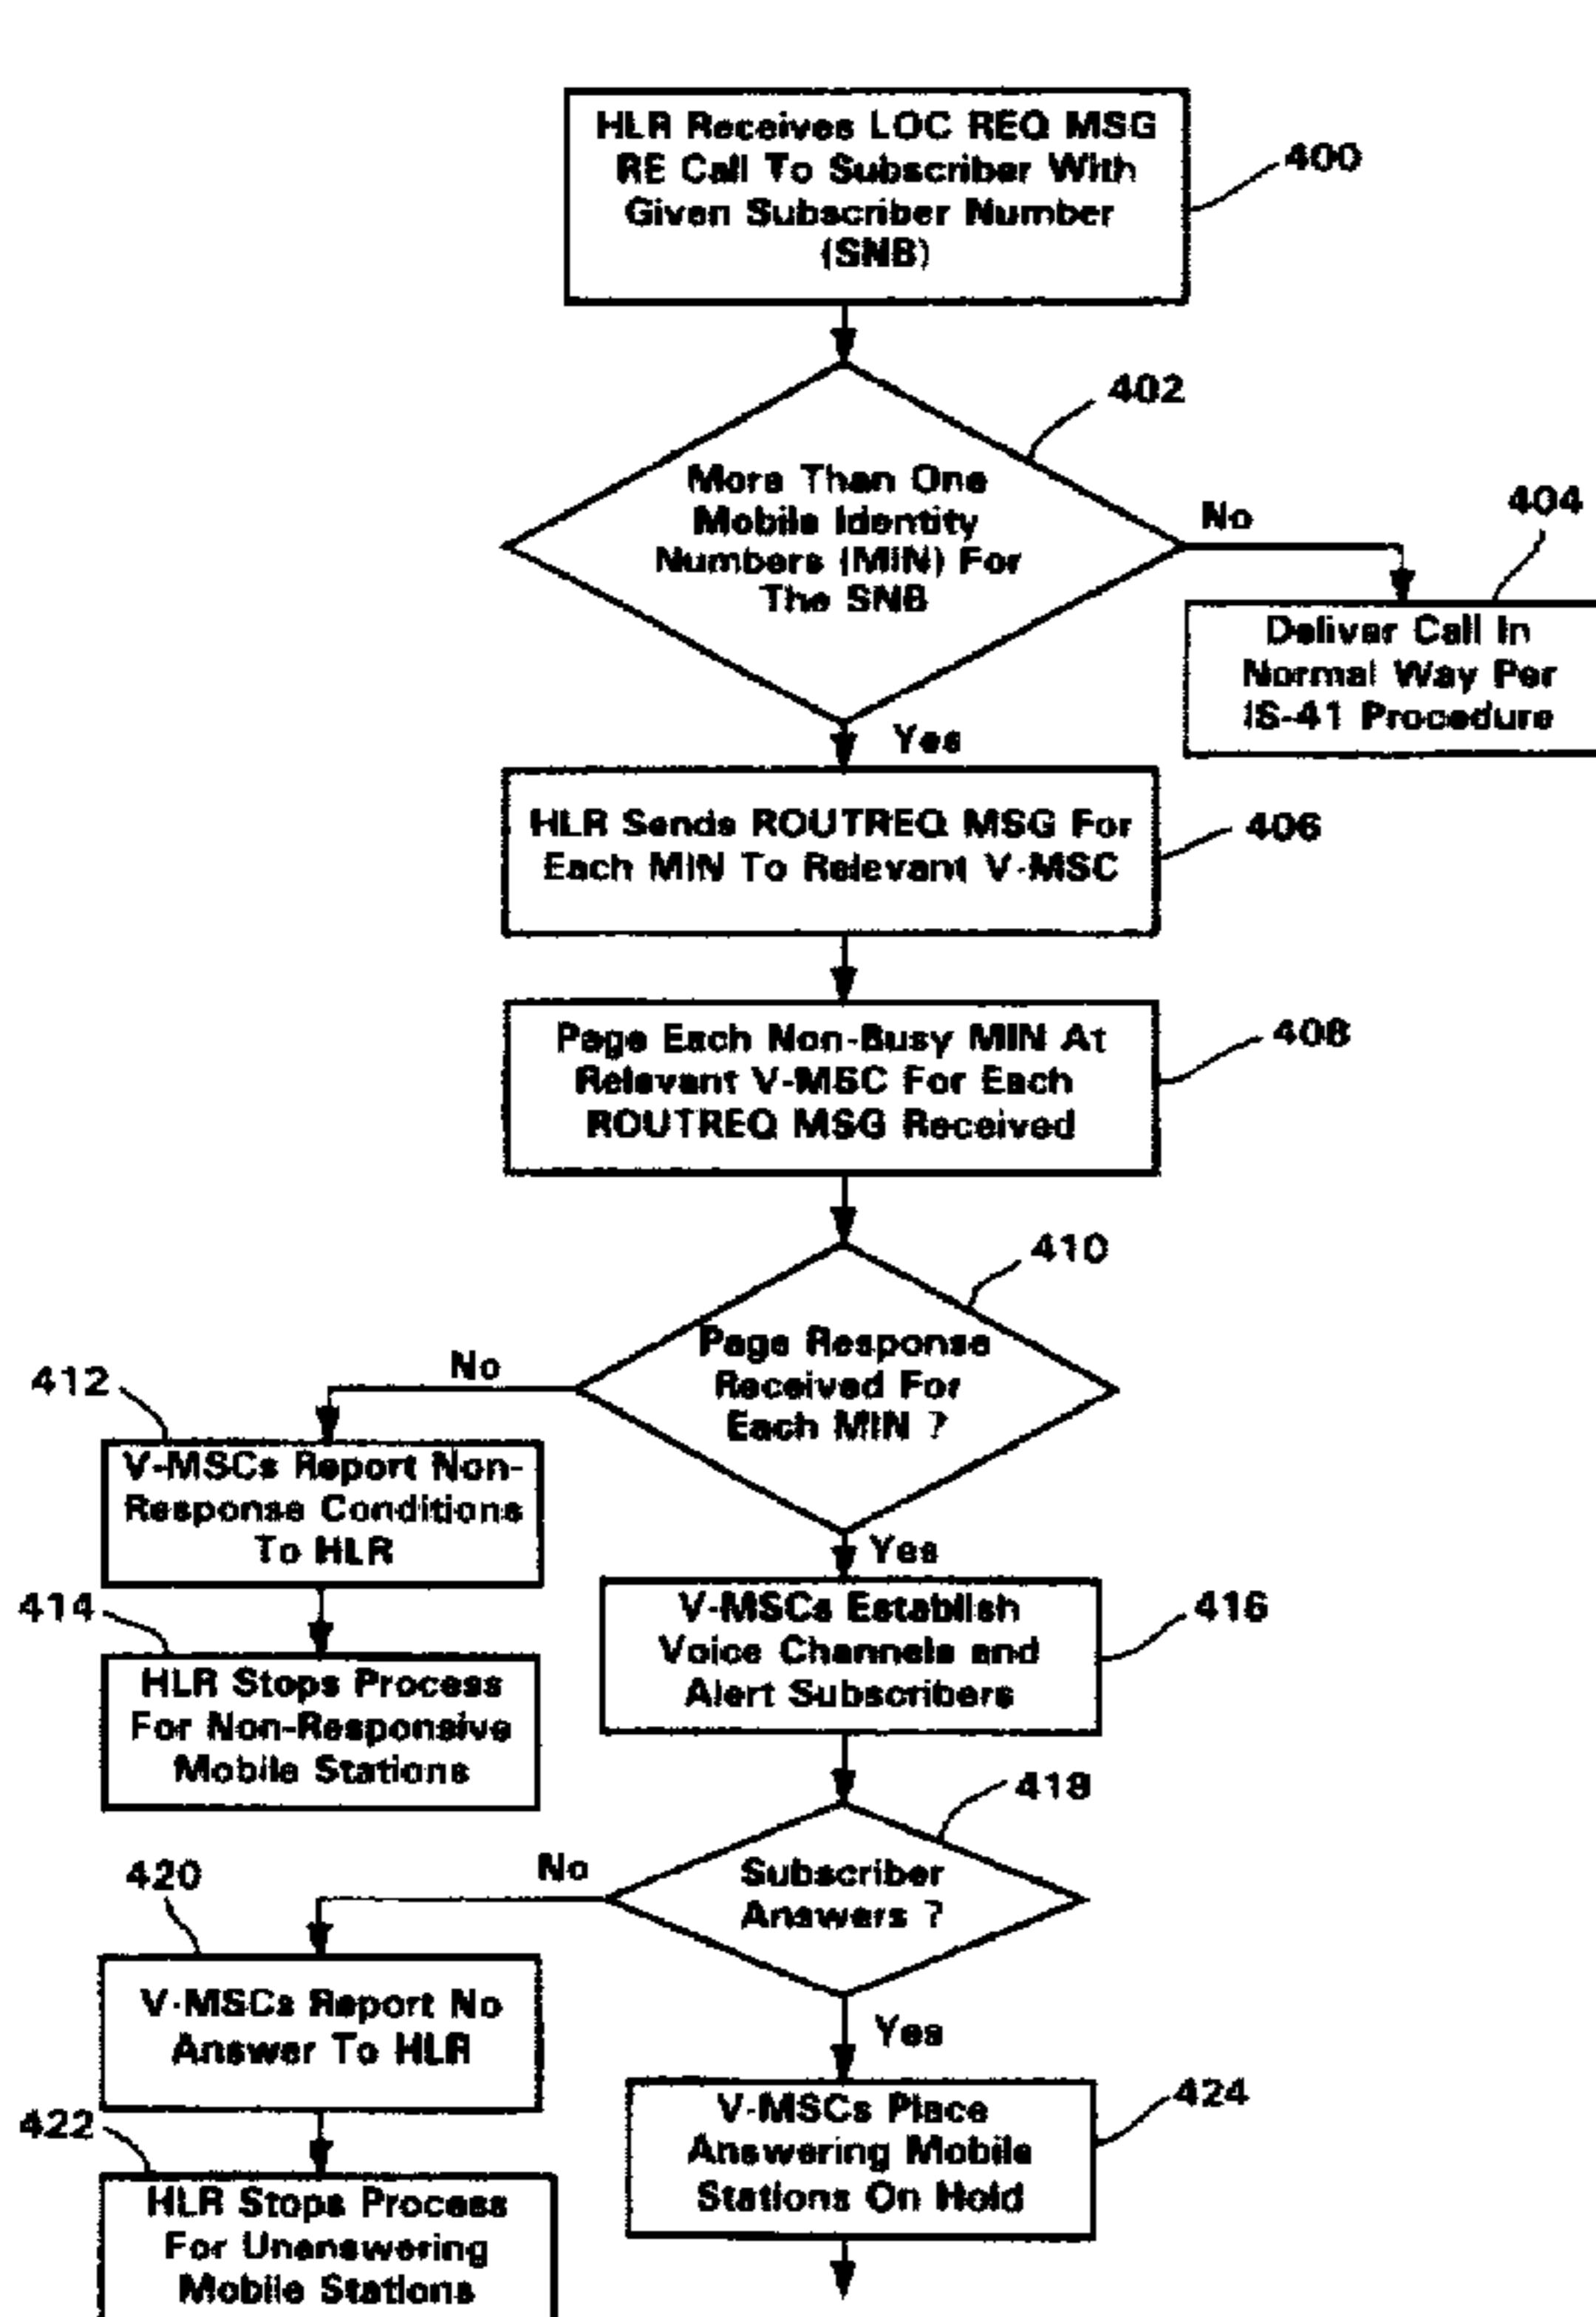 HLR Receives LOC REQ MSG
RE Call To Subscriber With
Given Subscriber Number
(SNB)
400
402
More Than One
Mobile Identity
Numbers (MIN) For
The SNB
No
404
Deliver Call In
Normal Way Per
IS-41 Procedure
Yes
HLR Sends ROUTREQ MSG For
Each MIN To Relevant V-MSC
406
Page Each Non-Busy MIN At
Relevant V-MSC For Each
ROUTREQ MSG Received
408
410
Page Response
Received For
Each MIN ?
No
412
V-MSCs Report Non-
Response Conditions
To HLR
Yes
414
HLR Stops Process
For Non-Responsive
Mobile Stations
V-MSCs Establish
Voice Channels and
Alert Subscribers
416
418
Subscriber
Answers ?
No
420
V-MSCs Report No
Answer To HLR
Yes
422
HLR Stops Process
For Unanswering
Mobile Stations
V-MSCs Place
Answering Mobile
Stations On Hold
424